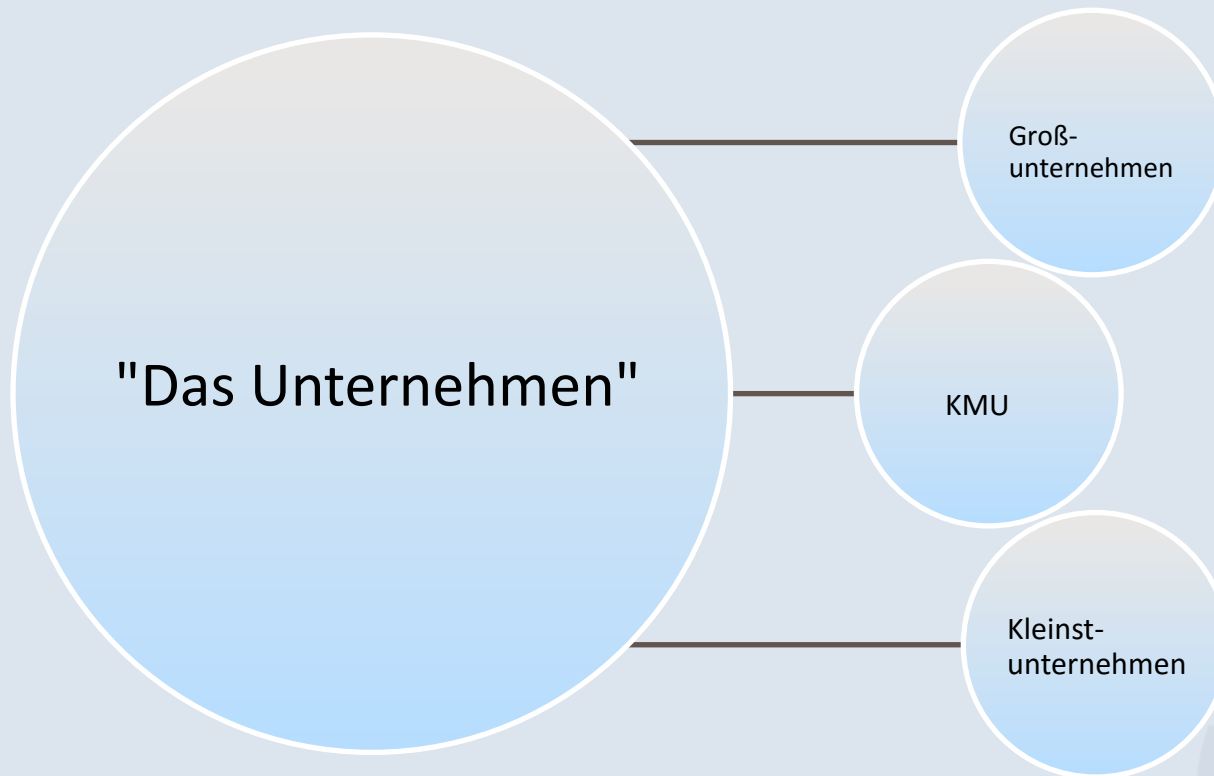 Groß-
unternehmen
"Das Unternehmen"
KMU
Kleinst-
unternehmen